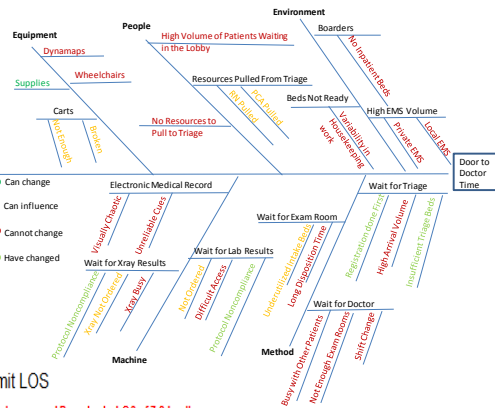 Environment
People
Boarders
Equipment
High Volume of Patients Waiting
in the Lobby
No Inpatient Beds
Dynamaps
Wheelchairs
Supplies
Resources Pulled From Triage
RN Pulled
PCA Pulled
Beds Not Ready
Variability in
Housekeeping
work
High EMS Volume
Private EMS
Local EMS
Carts
Not Enough
Broken
No Resources to
Pull to Triage
Door to
Doctor
Time
Can change
Can influence
Cannot change
Have changed
Electronic Medical Record
Visually Chaotic
Unreliable Cues
Wait for Triage
Registration done First
High Arrival Volume
Insufficient Triage Beds
Wait for Exam Room
Underutilized Intake Beds
Long Disposition Time
Wait for Xray Results
Protocol Noncompliance
Xray Not Ordered
Xray Busy
Wait for Lab Results
Not Ordered
Difficult Access
Protocol Noncompliance
Wait for Doctor
Busy with Other Patients
Not Enough Exam Rooms
Shift Change
Machine
Method
mit LOS